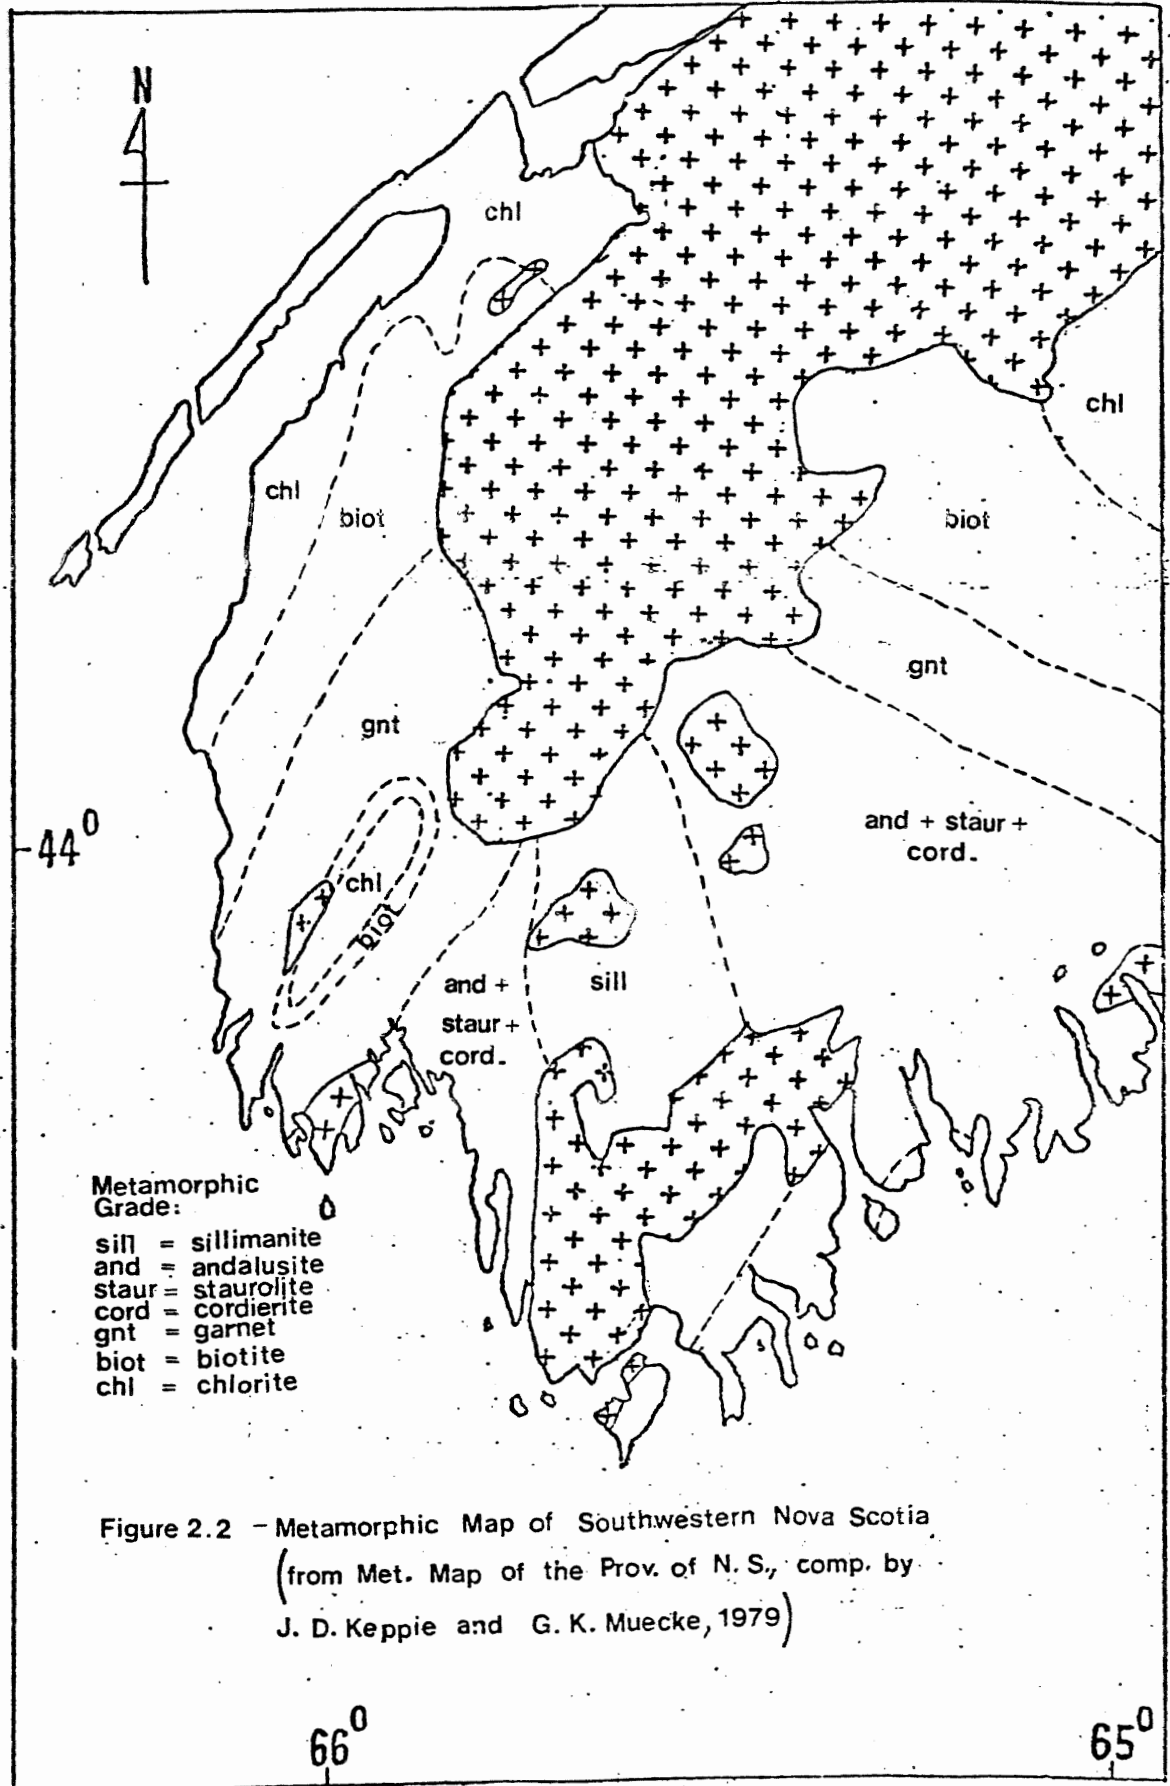 N
chl
chl
chl
biot
biot
gnt
gnt
44⁰
and + staur +
cord.
chl
biot
and +
staur +
cord.
sill
Metamorphic
Grade:
sill = sillimanite
and = andalusite
staur = staurolite
cord = cordierite
gnt = garnet
biot = biotite
chl = chlorite
Figure 2.2 - Metamorphic Map of Southwestern Nova Scotia
(from Met. Map of the Prov. of N. S., comp. by
J. D. Keppie and G. K. Muecke, 1979)
66⁰
65⁰